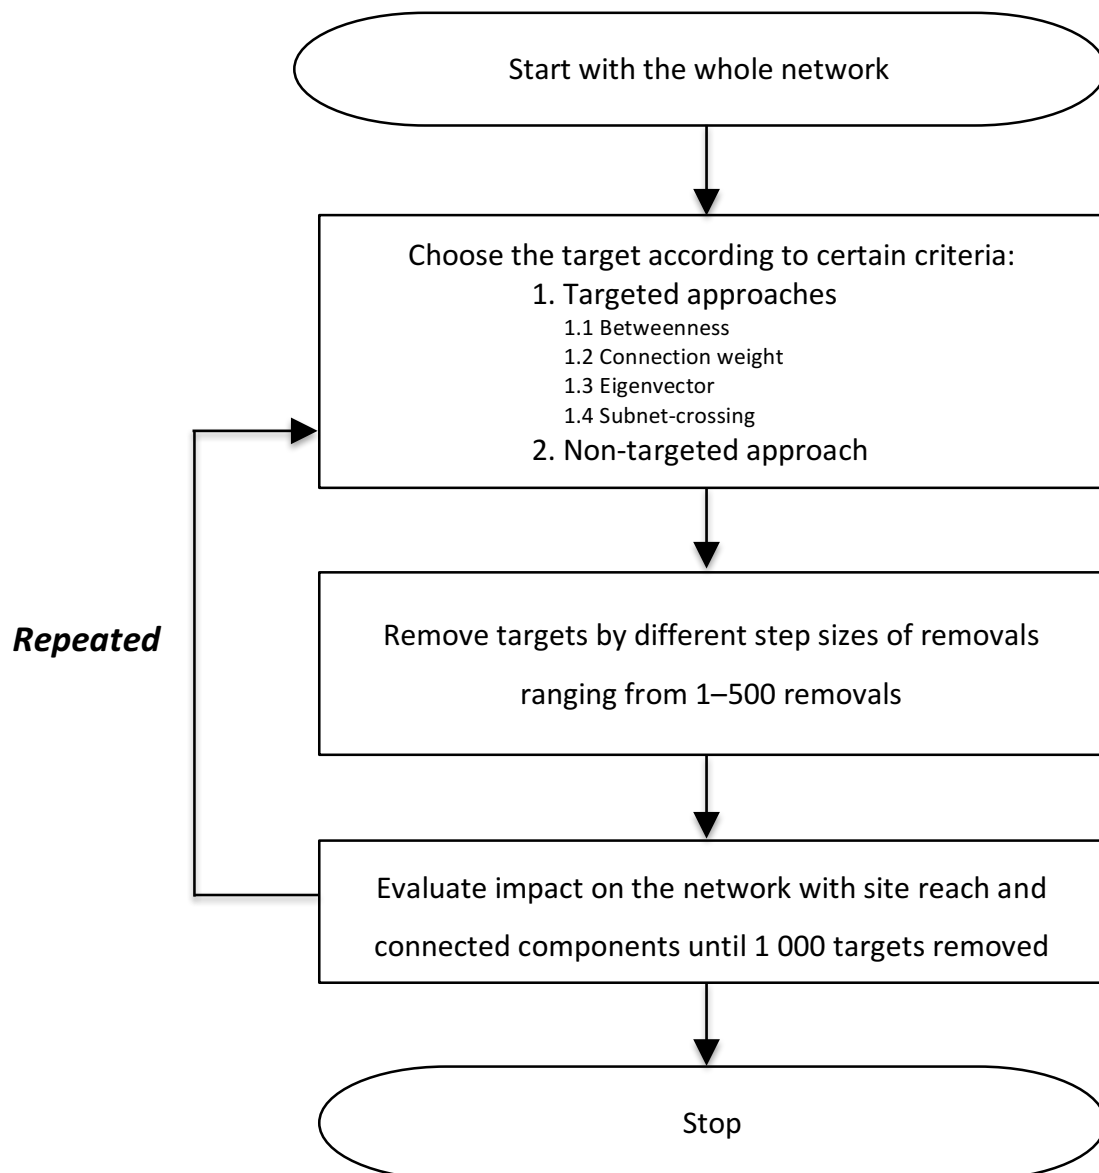 Start with the whole network
Choose the target according to certain criteria:
1. Targeted approaches
1.1 Betweenness
1.2 Connection weight
1.3 Eigenvector
1.4 Subnet-crossing
2. Non-targeted approach
Repeated
Remove targets by different step sizes of removals
ranging from 1–500 removals
Evaluate impact on the network with site reach and
connected components until 1 000 targets removed
Stop